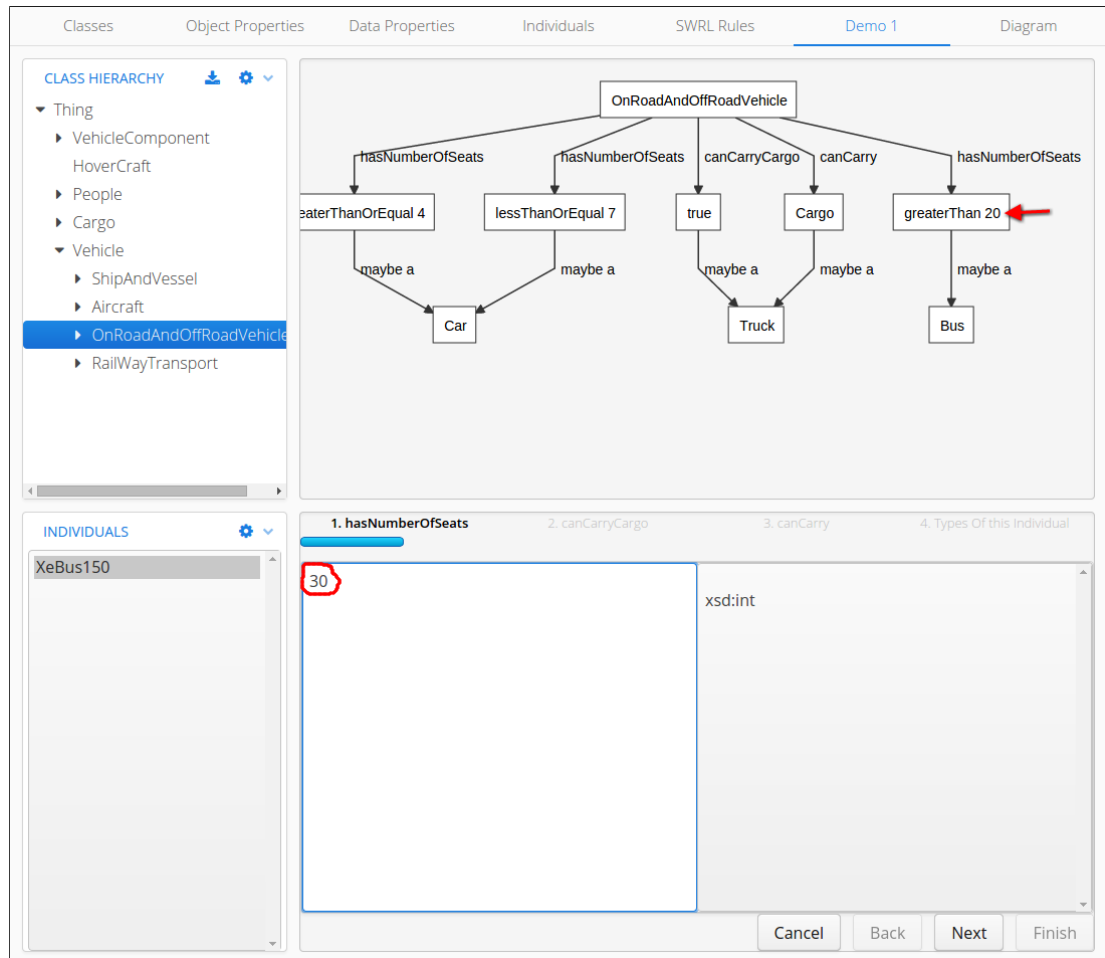 Classes Object Properties Data Properties Individuals SWRL Rules Demo 1 Diagram
CLASS HIERARCHY
Thing
VehicleComponent
HoverCraft
People
Cargo
Vehicle
ShipAndVessel
Aircraft
OnRoadAndOffRoadVehicle
RailWayTransport
OnRoadAndOffRoadVehicle
hasNumberOfSeats hasNumberOfSeats canCarryCargo canCarry hasNumberOfSeats
eaterThanOrEqual 4 lessThanOrEqual 7 true Cargo greaterThan 20
maybe a maybe a maybe a maybe a maybe a
Car Truck Bus
INDIVIDUALS
XeBus150
1. hasNumberOfSeats 2. canCarryCargo 3. canCarry 4. Types Of this Individual
30
xsd:int
Cancel Back Next Finish